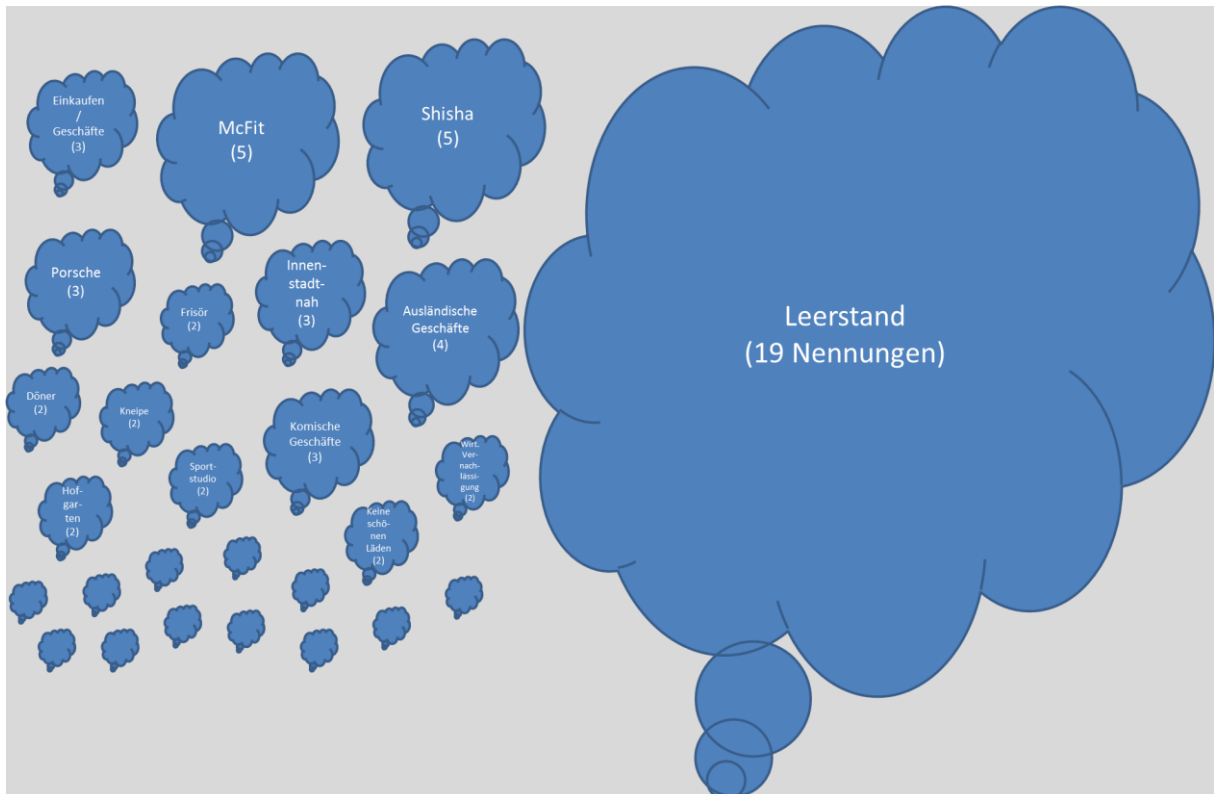 Einkaufen
/
Geschäfte
(3)
McFit
(5)
Shisha
(5)
Porsche
(3)
Frisör
(2)
Innen-
stadt-
nah
(3)
Ausländische
Geschäfte
(4)
Leerstand
(19 Nennungen)
Döner
(2)
Kneipe
(2)
Komische
Geschäfte
(3)
Sport-
studio
(2)
Wirt.
Ver-
nach-
lässi-
gung
(2)
Hof-
gar-
ten
(2)
Keine
schö-
nen
Läden
(2)